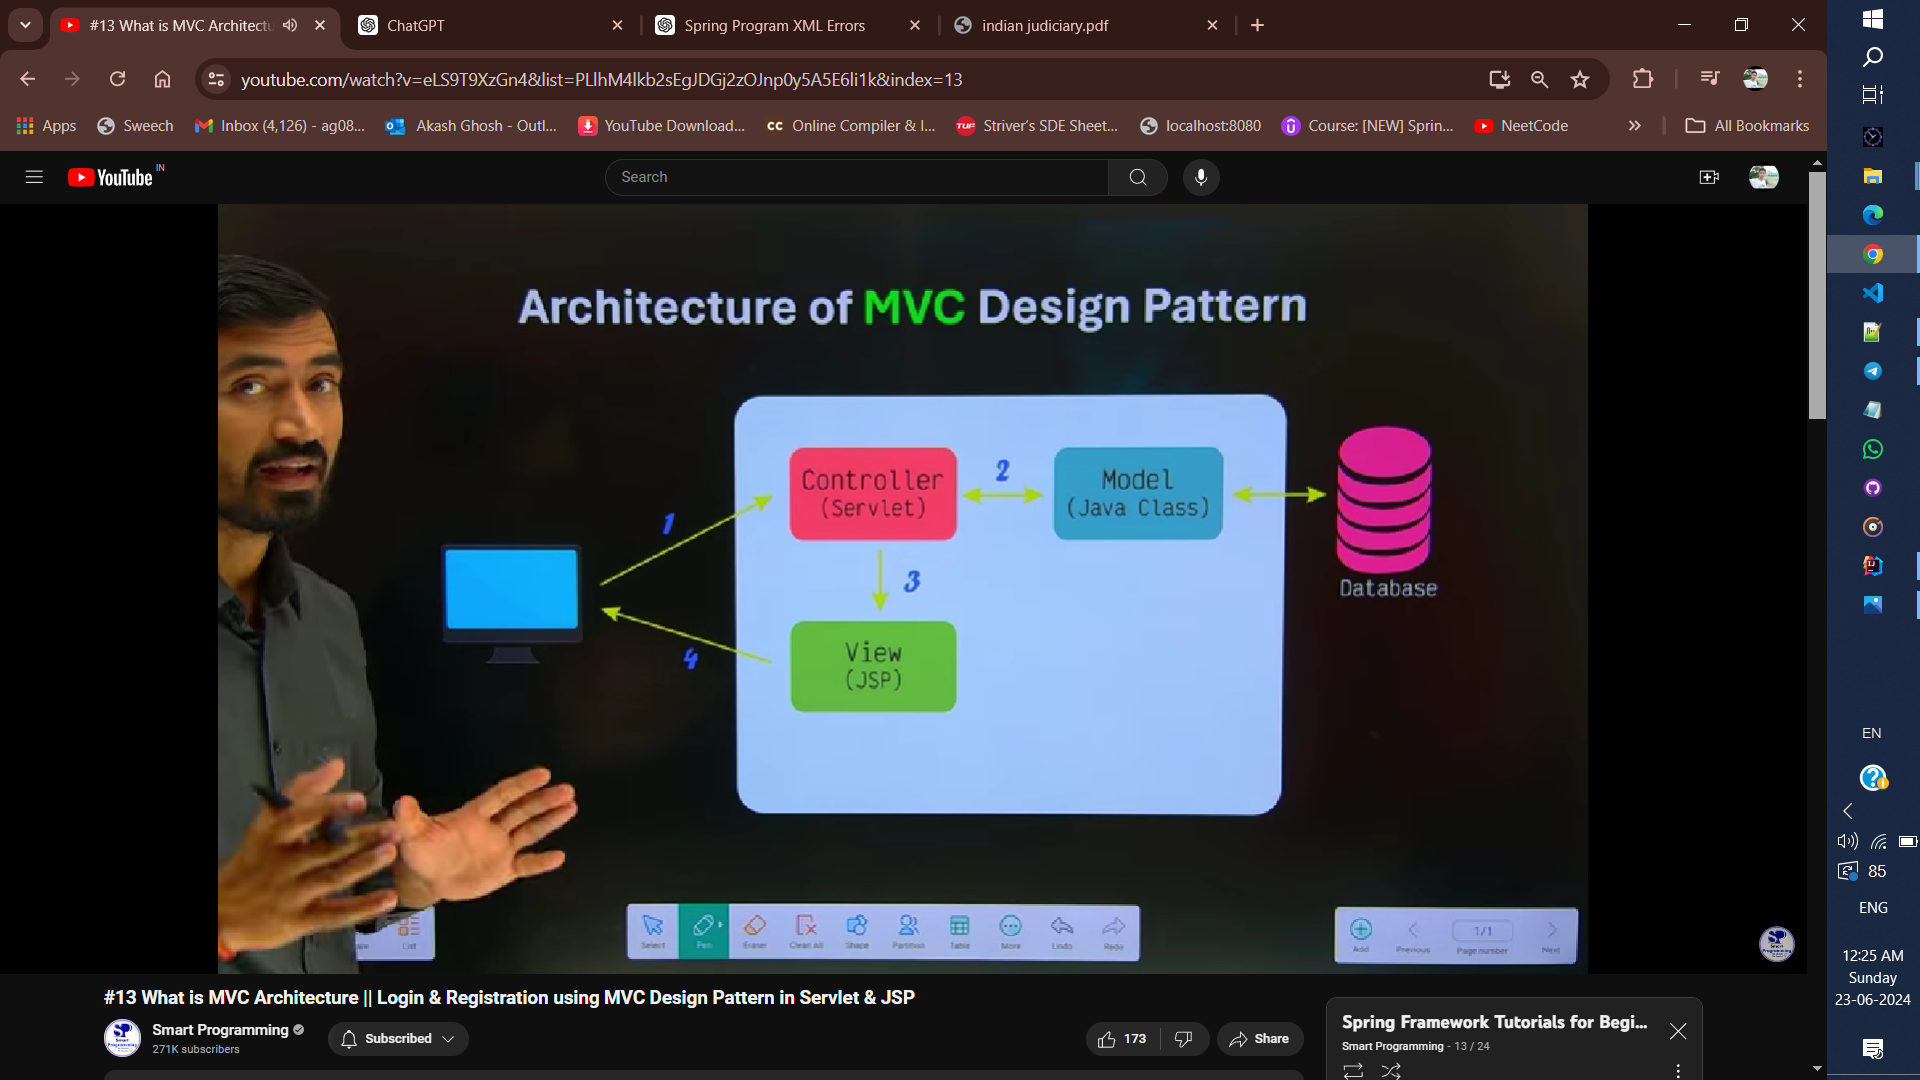 #13 What is MVC Architectu
ChatGPT
Spring Program XML Errors
indian judiciary.pdf
youtube.com/watch?v=eLS9T9XzGn4&list=PLlhM4lkb2sEgJDGj2zOJnp0y5A5E6li1k&index=13
Apps
Sweech
Inbox (4,126) - ag08...
Akash Ghosh - Outl...
YouTube Download...
Online Compiler & I...
Striver's SDE Sheet...
localhost:8080
Course: [NEW] Sprin...
NeetCode
All Bookmarks
YouTube IN
Search
Architecture of MVC Design Pattern
Controller
(Servlet)
2
Model
(Java Class)
1
3
Database
View
(JSP)
4
List
Select
Pen
Eraser
Clean All
Shape
Partition
Table
More
Undo
Redo
Add
Previous
1/1
Page number
Next
#13 What is MVC Architecture || Login & Registration using MVC Design Pattern in Servlet & JSP
Smart Programming
271K subscribers
Subscribed
173
Share
Spring Framework Tutorials for Begi...
Smart Programming - 13 / 24
EN
85
ENG
12:25 AM
Sunday
23-06-2024